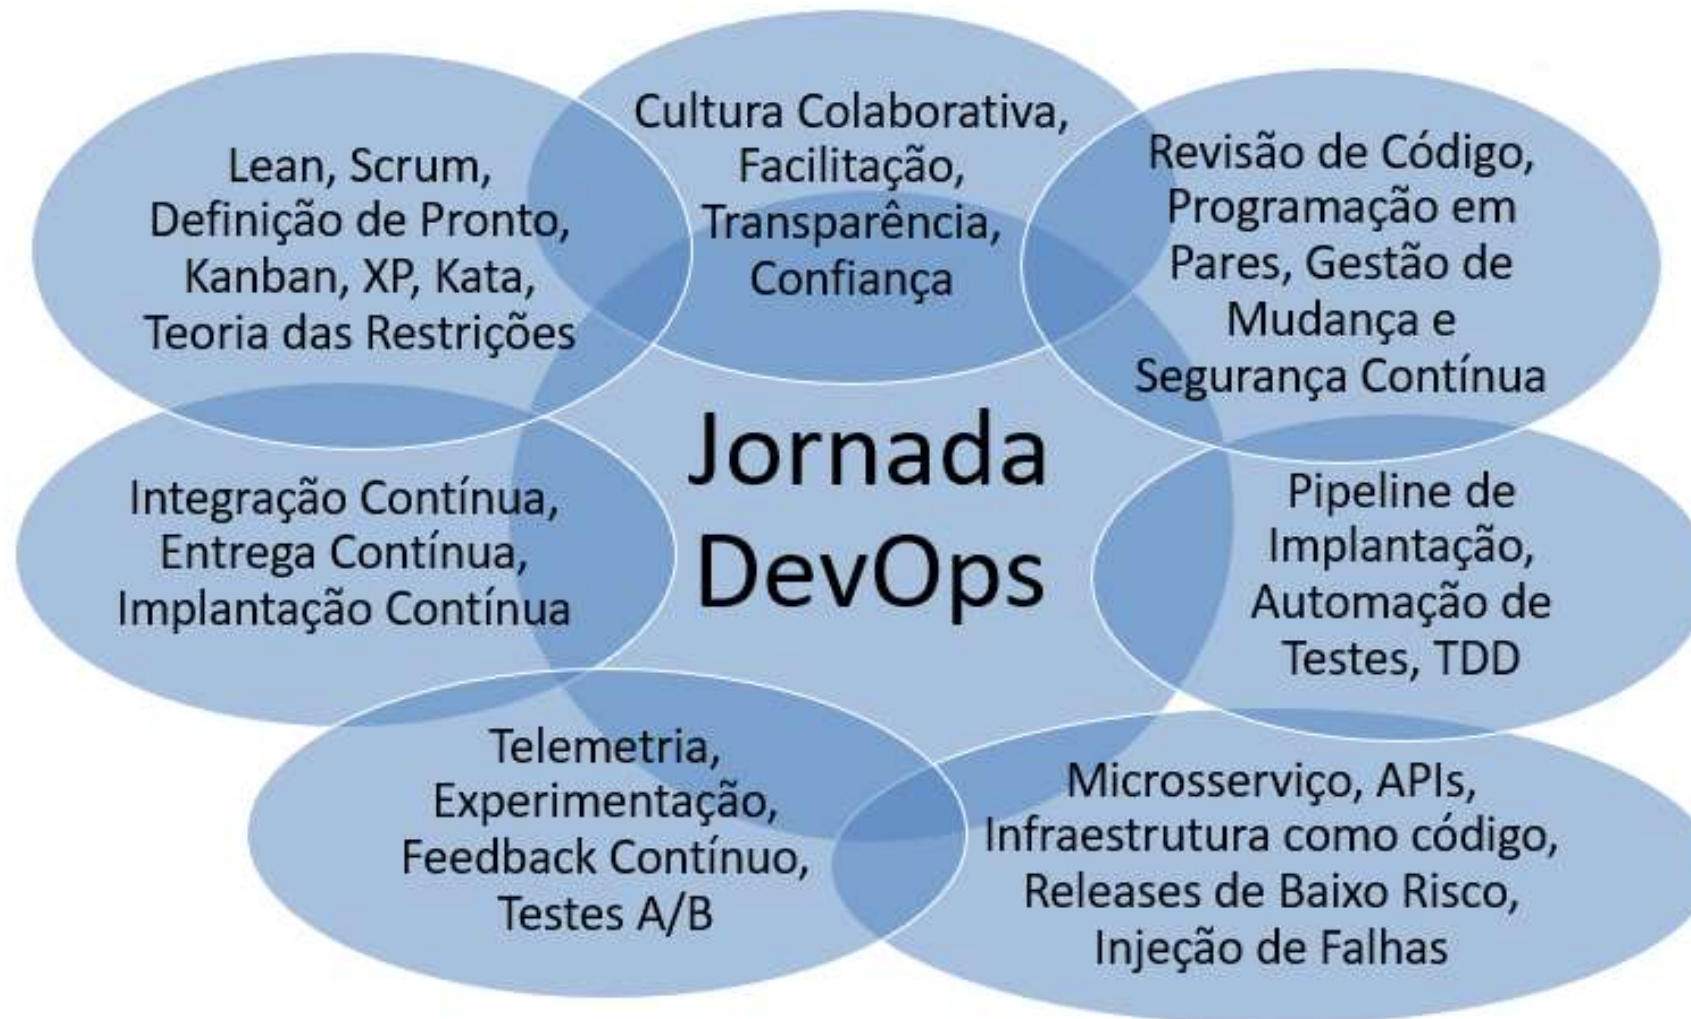 Cultura Colaborativa,
Facilitação,
Transparência,
Confiança
Revisão de Código,
Programação em
Pares, Gestão de
Mudança e
Segurança Contínua
Pipeline de
Implantação,
Automação de
Testes, TDD
Microsserviço, APIs,
Infraestrutura como código,
Releases de Baixo Risco,
Injeção de Falhas
Telemetria,
Experimentação,
Feedback Contínuo,
Testes A/B
Integração Contínua,
Entrega Contínua,
Implantação Contínua
Lean, Scrum,
Definição de Pronto,
Kanban, XP, Kata,
Teoria das Restrições
Jornada
DevOps